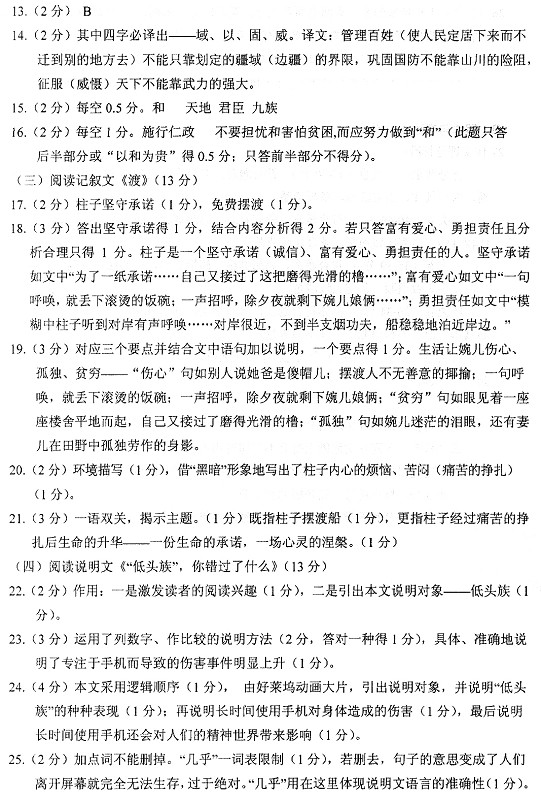 13.（2 分） B
14.（2 分）其中四字必译出——域、以、固、威。译文：管理百姓（使人民定居下来而不
迁到别的地方去）不能只靠划定的疆域（边疆）的界限，巩固国防不能靠山川的险阻，
征服（威慑）天下不能靠武力的强大。
15.（2 分）每空 0.5 分。和 天地 君臣 九族
16.（2 分）每空 1 分。施行仁政 不要担忧和害怕贫困,而应努力做到“和”（此题只答
后半部分或“以和为贵”得 0.5 分；只答前半部分不得分）。
（三）阅读记叙文《渡》（13 分）
17.（2 分）柱子坚守承诺（1 分），免费摆渡（1 分）。
18.（3 分）答出坚守承诺得 1 分，结合内容分析得 2 分。若只答富有爱心、勇担责任且分
析合理只得 1 分。柱子是一个坚守承诺（诚信）、富有爱心、勇担责任的人。坚守承诺
如文中“为了一纸承诺……自己又接过了这把磨得光滑的橹……”；富有爱心如文中“一句
呼唤，就丢下滚烫的饭碗；一声招呼，除夕夜就剩下婉儿娘俩……”；勇担责任如文中“模
糊中柱子听到对岸有声呼唤……对岸很近，不到半支烟功夫，船稳稳地泊近岸边。”
19.（3 分）对应三个要点并结合文中语句加以说明，一个要点得 1 分。生活让婉儿伤心、
孤独、贫穷——“伤心”句如别人说她爸是傻帽儿；摆渡人不无善意的揶揄；一句呼
唤，就丢下滚烫的饭碗；一声招呼，除夕夜就剩下婉儿娘俩；“贫穷”句如眼见着一座
座楼舍平地而起，自己又接过了磨得光滑的橹；“孤独”句如婉儿迷茫的泪眼，还有妻
儿在田野中孤独劳作的身影。
20.（2 分）环境描写（1 分），借“黑暗”形象地写出了柱子内心的烦恼、苦闷（痛苦的挣扎）
（1 分）。
21.（3 分）一语双关，揭示主题。（1 分）既指柱子摆渡船（1 分），更指柱子经过痛苦的挣
扎后生命的升华——一份生命的承诺，一场心灵的涅槃。（1 分）
（四）阅读说明文《“低头族”，你错过了什么》（13 分）
22.（2 分）作用：一是激发读者的阅读兴趣（1 分），二是引出本文说明对象——低头族（1
分）。
23.（3 分）运用了列数字、作比较的说明方法（2 分，答对一种得 1 分），具体、准确地说
明了专注于手机而导致的伤害事件明显上升（1 分）。
24.（4 分）本文采用逻辑顺序（1 分）， 由好莱坞动画大片，引出说明对象，并说明“低头
族”的种种表现（1 分）；再说明长时间使用手机对身体造成的伤害（1 分），最后说明
长时间使用手机还会对人们的精神世界带来影响（1 分）。
25.（2 分）加点词不能删掉。“几乎”一词表限制（1 分），若删去，句子的意思变成了人们
离开屏幕就完全无法生存，过于绝对。“几乎”用在这里体现说明文语言的准确性（1 分）。